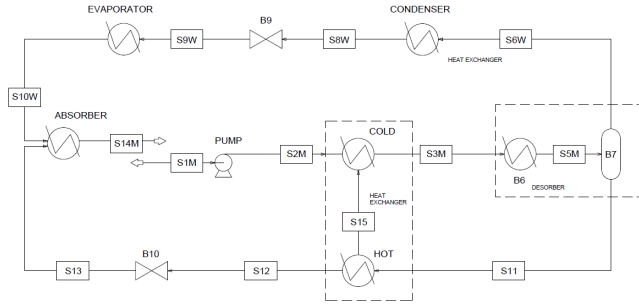 EVAPORATOR
B9
CONDENSER
S9W
S8W
S6W
HEAT EXCHANGER
S10W
ABSORBER
S14M
PUMP
S1M
S2M
COLD
S3M
B6
S5M
B7
DESORBER
HEAT
EXCHANGER
S15
HOT
B10
S13
S12
S11